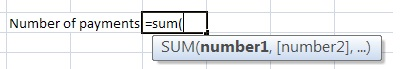 Number of payments =sum(
SUM(number1, [number2], ...)